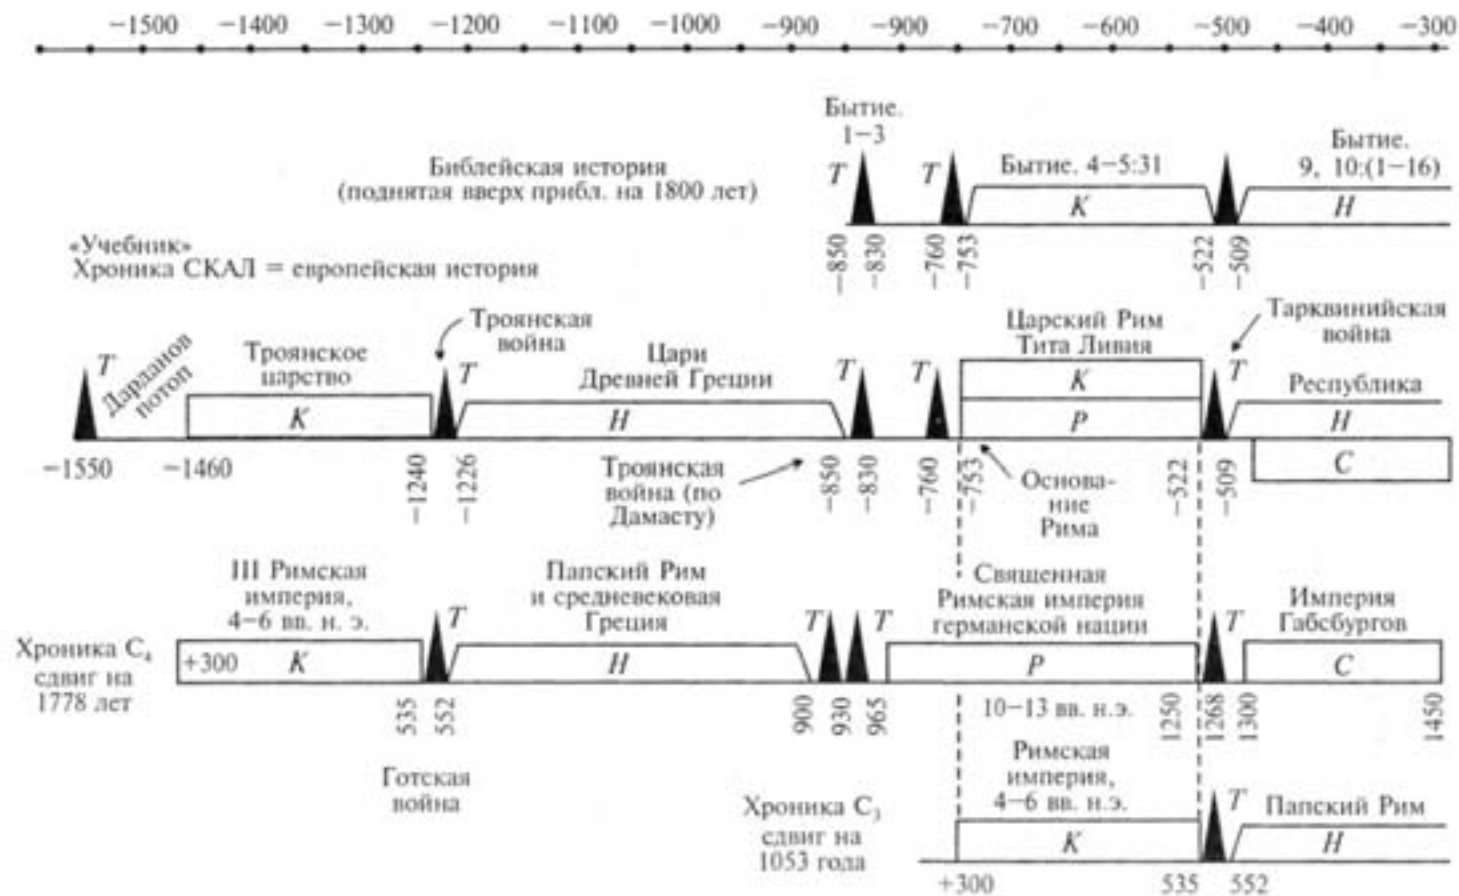 −1500 −1400 −1300 −1200 −1100 −1000 −900 −900 −700 −600 −500 −400 −300
Бытие.
1−3
Библейская история
(поднятая вверх прибл. на 1800 лет)
T
T
Бытие. 4−5:31
K
Бытие.
9, 10:(1−16)
H
−850
−830
−760
−753
−522
−509
«Учебник»
Хроника СКАЛ = европейская история
T
Дарданов
потоп
Троянское
царство
K
Троянская
война
T
Цари
Древней Греции
H
T
T
Царский Рим
Тита Ливия
K
P
Тарквинийская
война
T
Республика
H
C
−1550
−1460
−1240
−1226
Троянская
война (по
Дамасту)
−850
−830
−760
−753
Основа-
ние
Рима
−522
−509
Хроника С₄
сдвиг на
1778 лет
III Римская
империя,
4−6 вв. н. э.
+300 K
T
Папский Рим
и средневековая
Греция
H
T
T
Священная
Римская империя
германской нации
P
T
Империя
Габсбургов
C
535
552
900
930
965
10−13 вв. н.э.
1250
1268
1300
1450
Готская
война
Хроника С₃
сдвиг на
1053 года
Римская
империя,
4−6 вв. н.э.
K
T
Папский Рим
H
+300
535
552